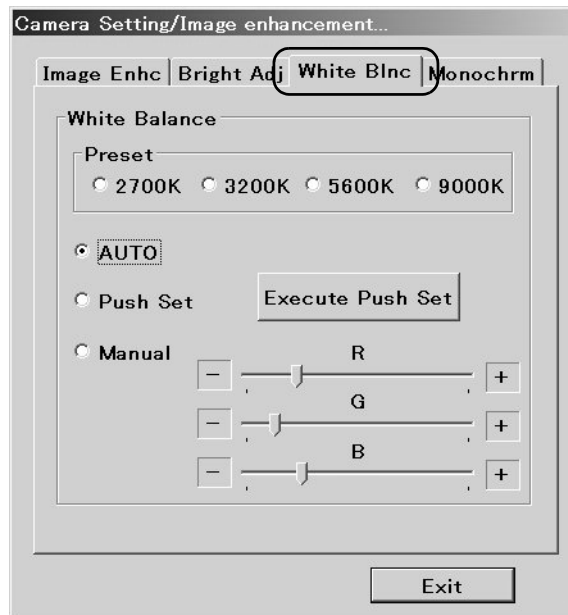 Camera Setting/Image enhancement...
Image Enhc Bright Adj White Blnc Monochrm
White Balance
Preset
2700K 3200K 5600K 9000K
AUTO
Push Set Execute Push Set
Manual R
− +
G
− +
B
− +
Exit